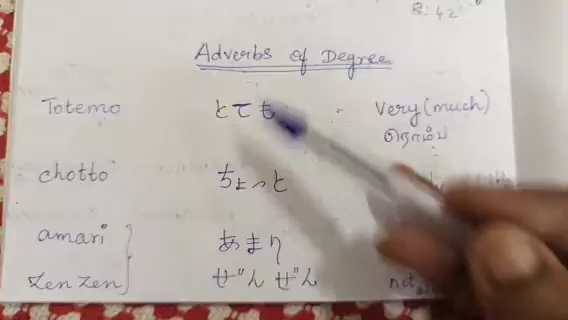 8:42
Adverbs of Degree
Totemo とても Very (much)
ரொம்ப
chotto ちょっと
amari あまり
Zen Zen ぜん ぜん not